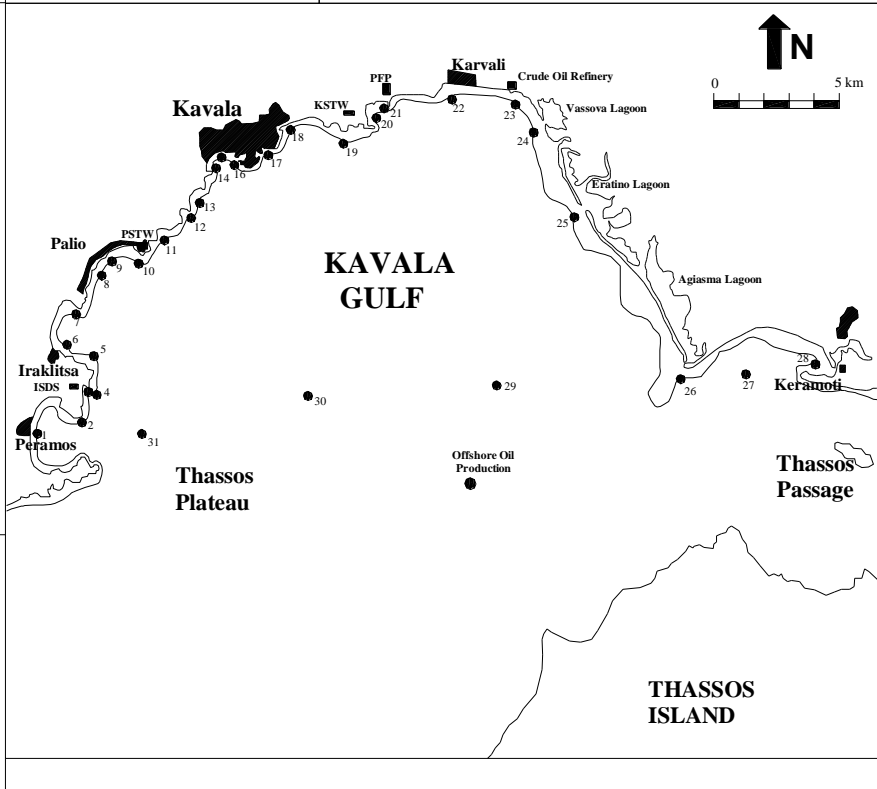 N
0 5 km
Karvali
PFP
Crude Oil Refinery
Kavala
KSTW
Vassova Lagoon
21
22
23
20
18
19
24
17
16
14
Eratino Lagoon
13
12
25
Palio
PSTW
11
9
10
8
KAVALA
GULF
Agiasma Lagoon
7
6
5
Iraklitsa
ISDS
4
2
Peramos
1
31
30
29
28
27
26
Keramoti
Offshore Oil
Production
Thassos
Plateau
Thassos
Passage
THASSOS
ISLAND